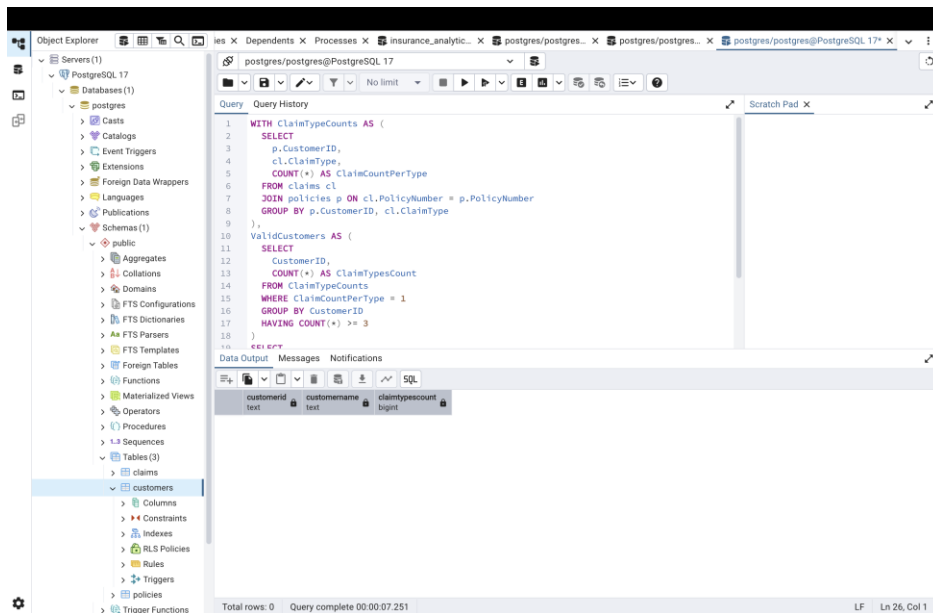 Object Explorer
ies
Dependents
Processes
insurance_analytic...
postgres/postgres...
postgres/postgres...
postgres/postgres@PostgreSQL 17*
Servers (1)
PostgreSQL 17
Databases (1)
postgres
Casts
Catalogs
Event Triggers
Extensions
Foreign Data Wrappers
Languages
Publications
Schemas (1)
public
Aggregates
Collations
Domains
FTS Configurations
FTS Dictionaries
Aa FTS Parsers
FTS Templates
Foreign Tables
Functions
Materialized Views
Operators
Procedures
1..3 Sequences
Tables (3)
claims
customers
Columns
Constraints
Indexes
RLS Policies
Rules
Triggers
policies
Trigger Functions
postgres/postgres@PostgreSQL 17
No limit
E
Query Query History
Scratch Pad
1 WITH ClaimTypeCounts AS (
2 SELECT
3 p.CustomerID,
4 cl.ClaimType,
5 COUNT(*) AS ClaimCountPerType
6 FROM claims cl
7 JOIN policies p ON cl.PolicyNumber = p.PolicyNumber
8 GROUP BY p.CustomerID, cl.ClaimType
9 ),
10 ValidCustomers AS (
11 SELECT
12 CustomerID,
13 COUNT(*) AS ClaimTypesCount
14 FROM ClaimTypeCounts
15 WHERE ClaimCountPerType = 1
16 GROUP BY CustomerID
17 HAVING COUNT(*) >= 3
18 )
19 SELECT
Data Output Messages Notifications
SQL
customerid
text
customername
text
claimtypescount
bigint
Total rows: 0
Query complete 00:00:07.251
LF
Ln 26, Col 1